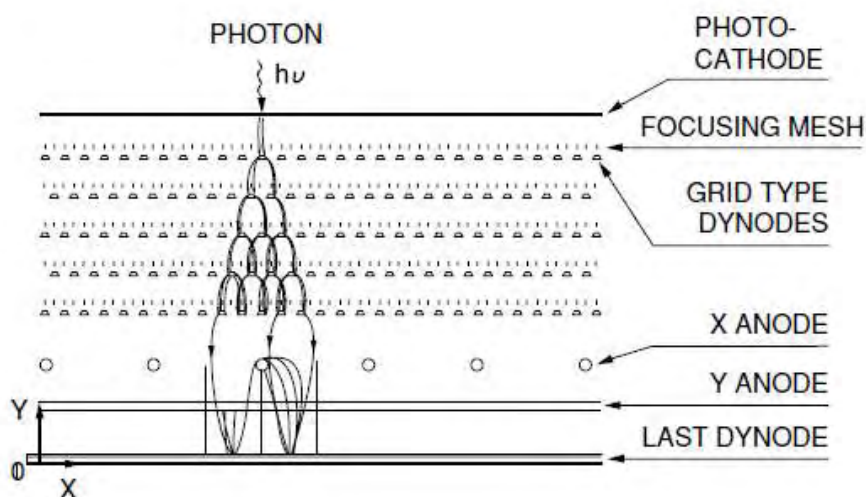 PHOTON
hν
PHOTO-
CATHODE
FOCUSING MESH
GRID TYPE
DYNODES
X ANODE
Y ANODE
LAST DYNODE
Y
0
X